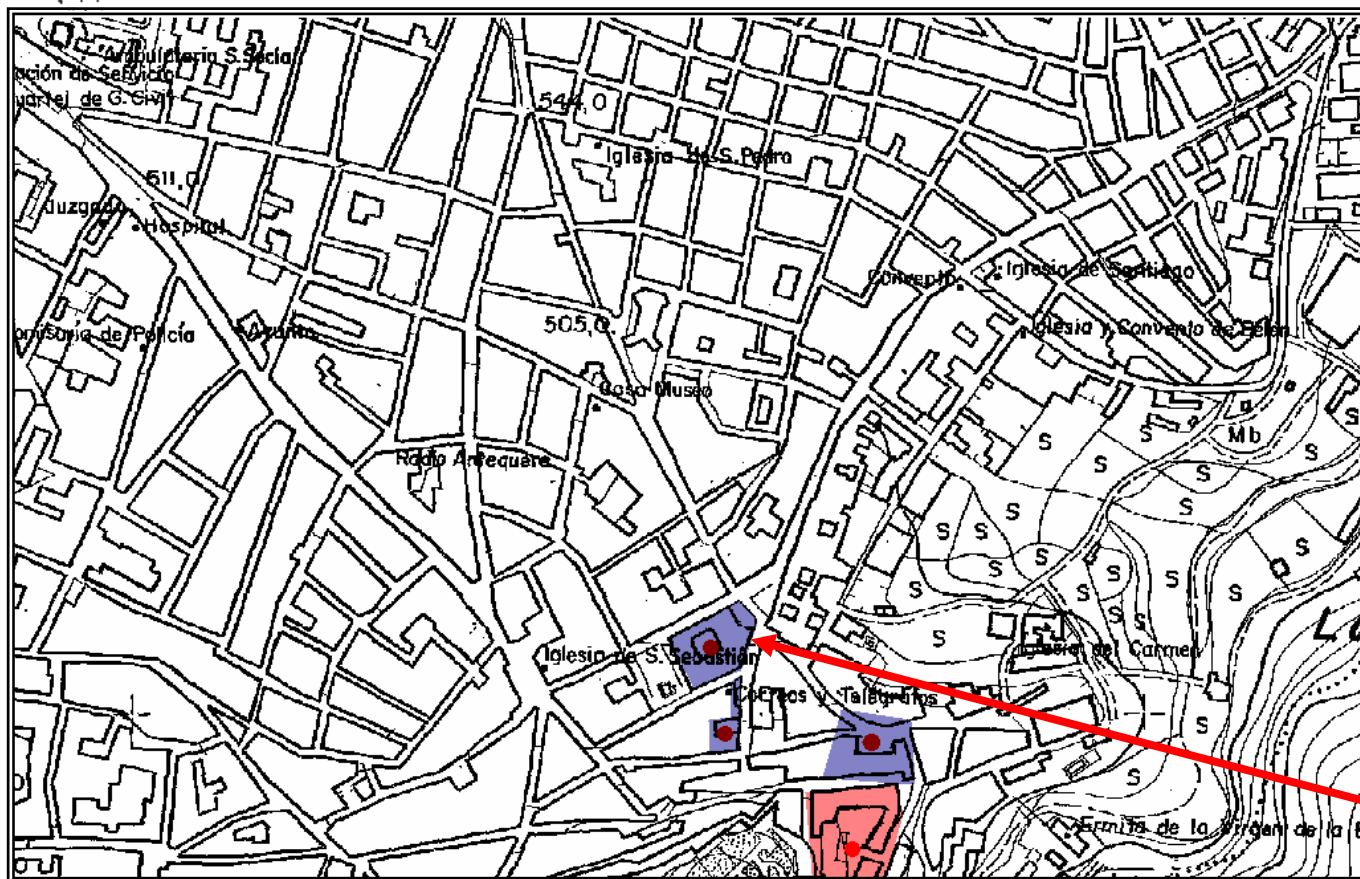 Ambulatorio S. Social
ación de Servicio
uartel de G. Civil
544,0
Iglesia de S. Pedro
511,0
Juzgado
Hospital
Iglesia de Santiago
Convento
505,0
omisaria de Policía
Ayunto.
Iglesia y Convento de Belén
Casa Museo
S
S
Mb
S
S
S
Radio Antequera
S
S
S
S
S
S
S
S
S
S
S
S
S
S
L
Iglesia del Carmen
Iglesia de S. Sebastián
Correos y Telégrafos
S
S
Ermita de la Virgen de la E